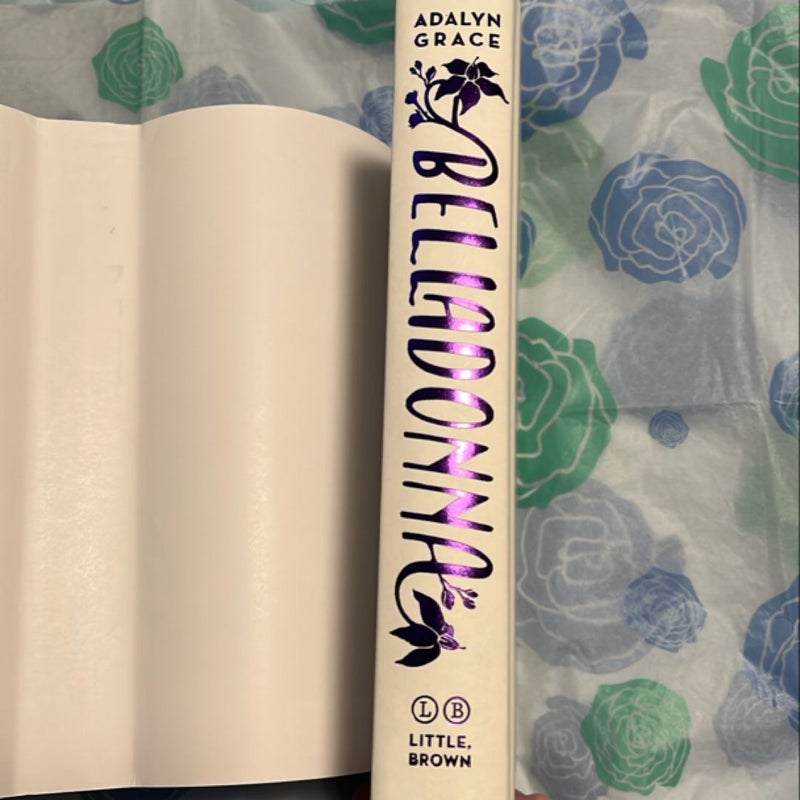 ADALYN
GRACE
BELLADONNA
L B
LITTLE,
BROWN